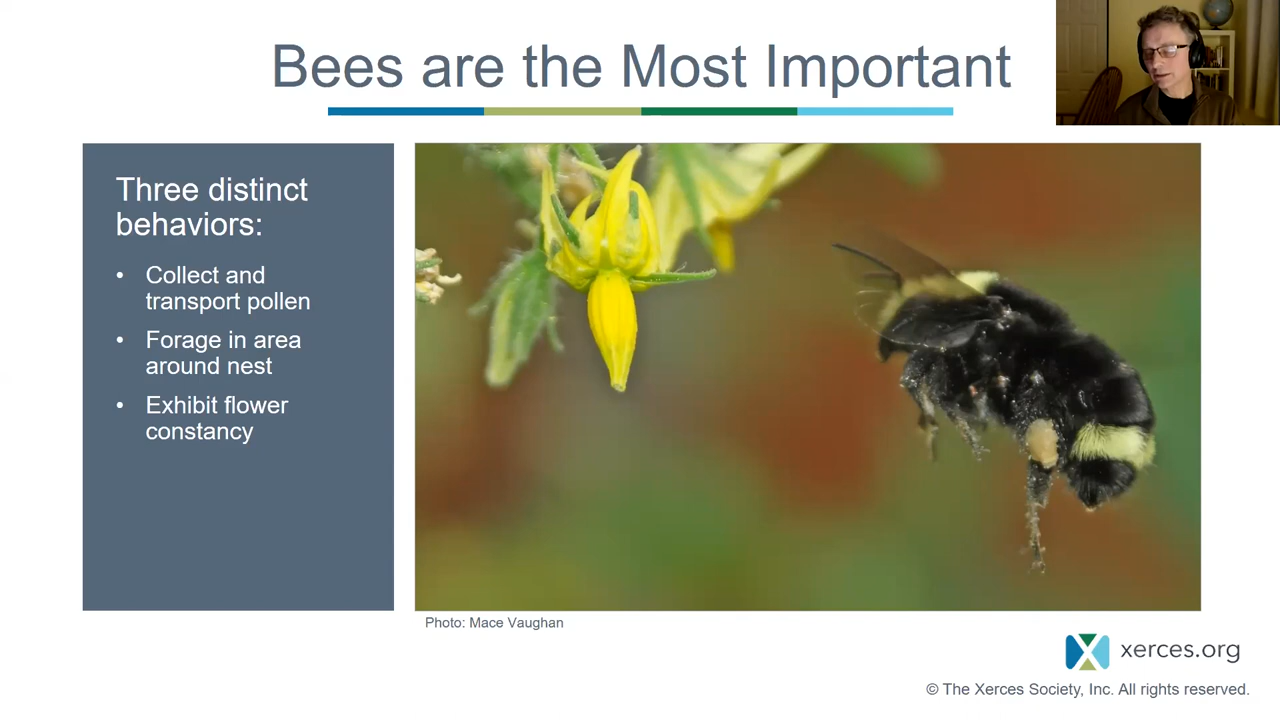 Bees are the Most Important
Three distinct
behaviors:
• Collect and
transport pollen
• Forage in area
around nest
• Exhibit flower
constancy
Photo: Mace Vaughan
xerces.org
© The Xerces Society, Inc. All rights reserved.